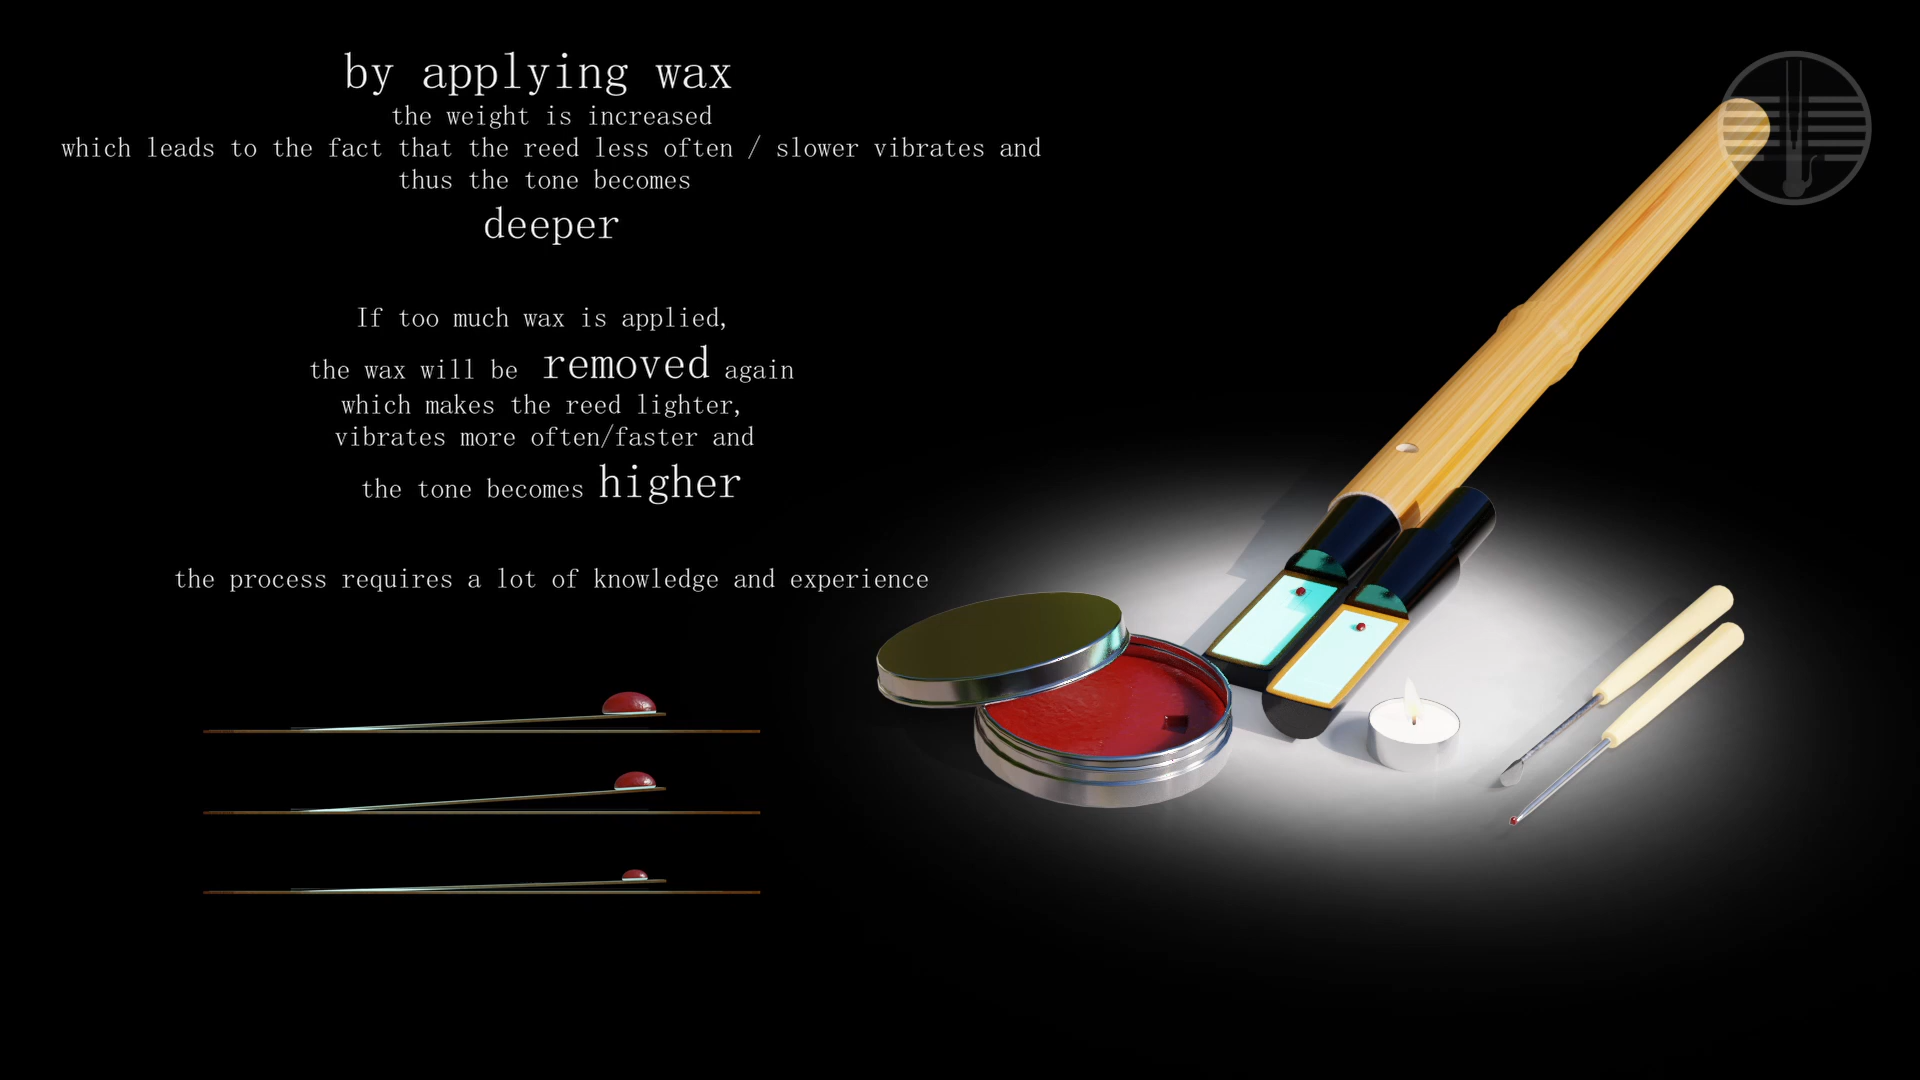 by applying wax
the weight is increased
which leads to the fact that the reed less often / slower vibrates and
thus the tone becomes
deeper
If too much wax is applied,
the wax will be removed again
which makes the reed lighter,
vibrates more often/faster and
the tone becomes higher
the process requires a lot of knowledge and experience